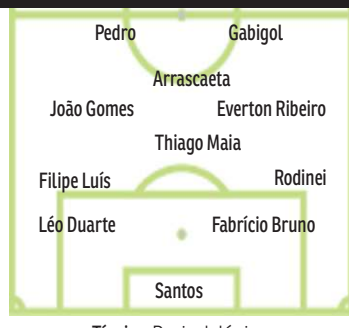 Pedro Gabigol
Arrascaeta
João Gomes Everton Ribeiro
Thiago Maia
Filipe Luís Rodinei
Léo Duarte Fabrício Bruno
Santos